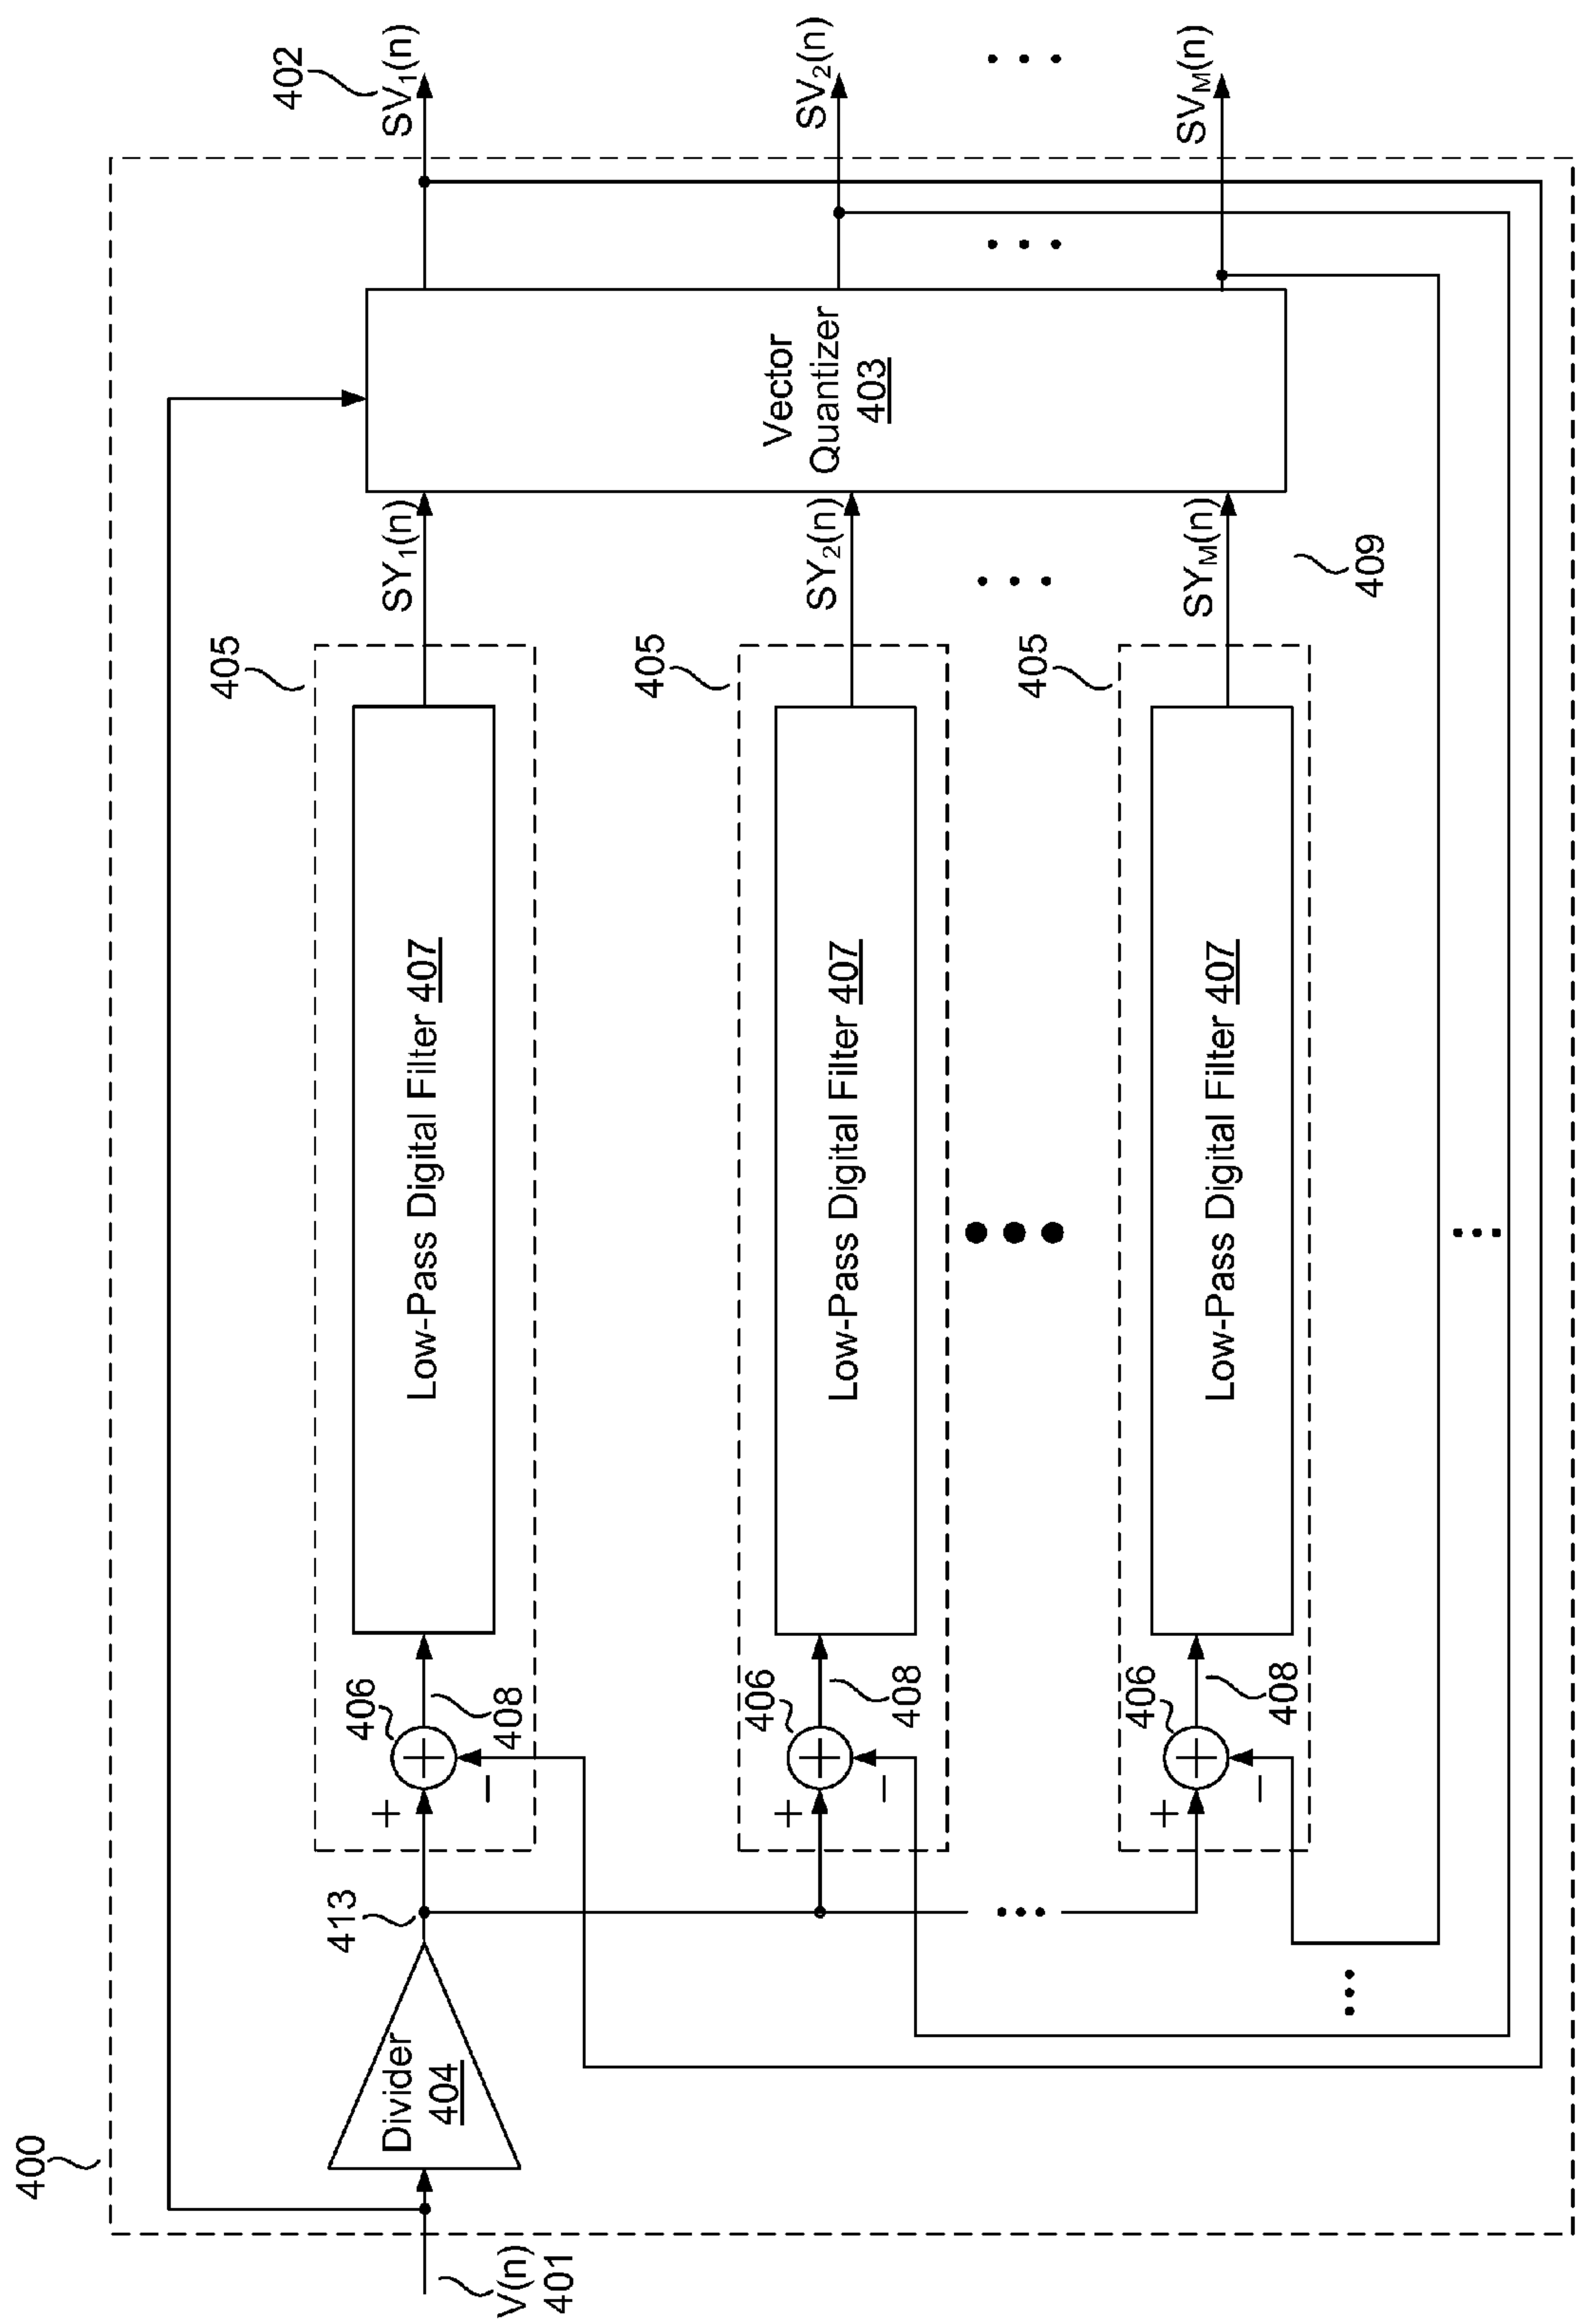 400
V(n)
401
Divider
404
413
405
+
−
406
408
Low-Pass Digital Filter 407
SY₁(n)
402
SV₁(n)
405
+
−
406
408
Low-Pass Digital Filter 407
SY₂(n)
Vector
Quantizer
403
SV₂(n)
405
+
−
406
408
Low-Pass Digital Filter 407
SYM(n)
SVM(n)
409